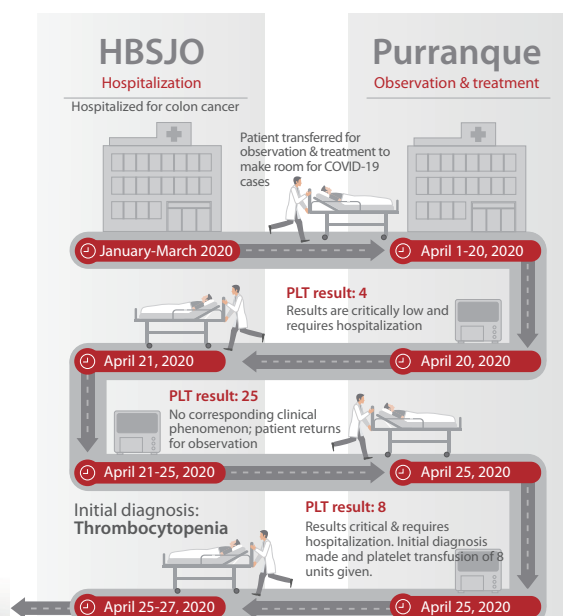 HBSJO
Hospitalization
Hospitalized for colon cancer
Purranque
Observation & treatment
Patient transferred for
observation & treatment to
make room for COVID-19
cases
January-March 2020
April 1-20, 2020
PLT result: 4
Results are critically low and
requires hospitalization
April 21, 2020
April 20, 2020
PLT result: 25
No corresponding clinical
phenomenon; patient returns
for observation
April 21-25, 2020
April 25, 2020
Initial diagnosis:
Thrombocytopenia
PLT result: 8
Results critical & requires
hospitalization. Initial diagnosis
made and platelet transfusion of 8
units given.
April 25-27, 2020
April 25, 2020